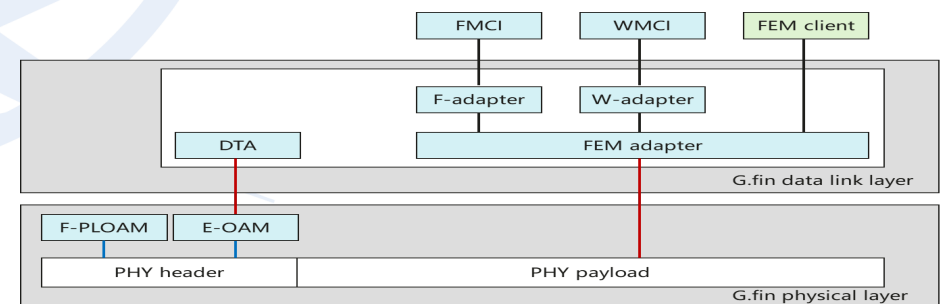 FMCI
WMCI
FEM client
F-adapter
W-adapter
DTA
FEM adapter
G.fin data link layer
F-PLOAM
E-OAM
PHY header
PHY payload
G.fin physical layer